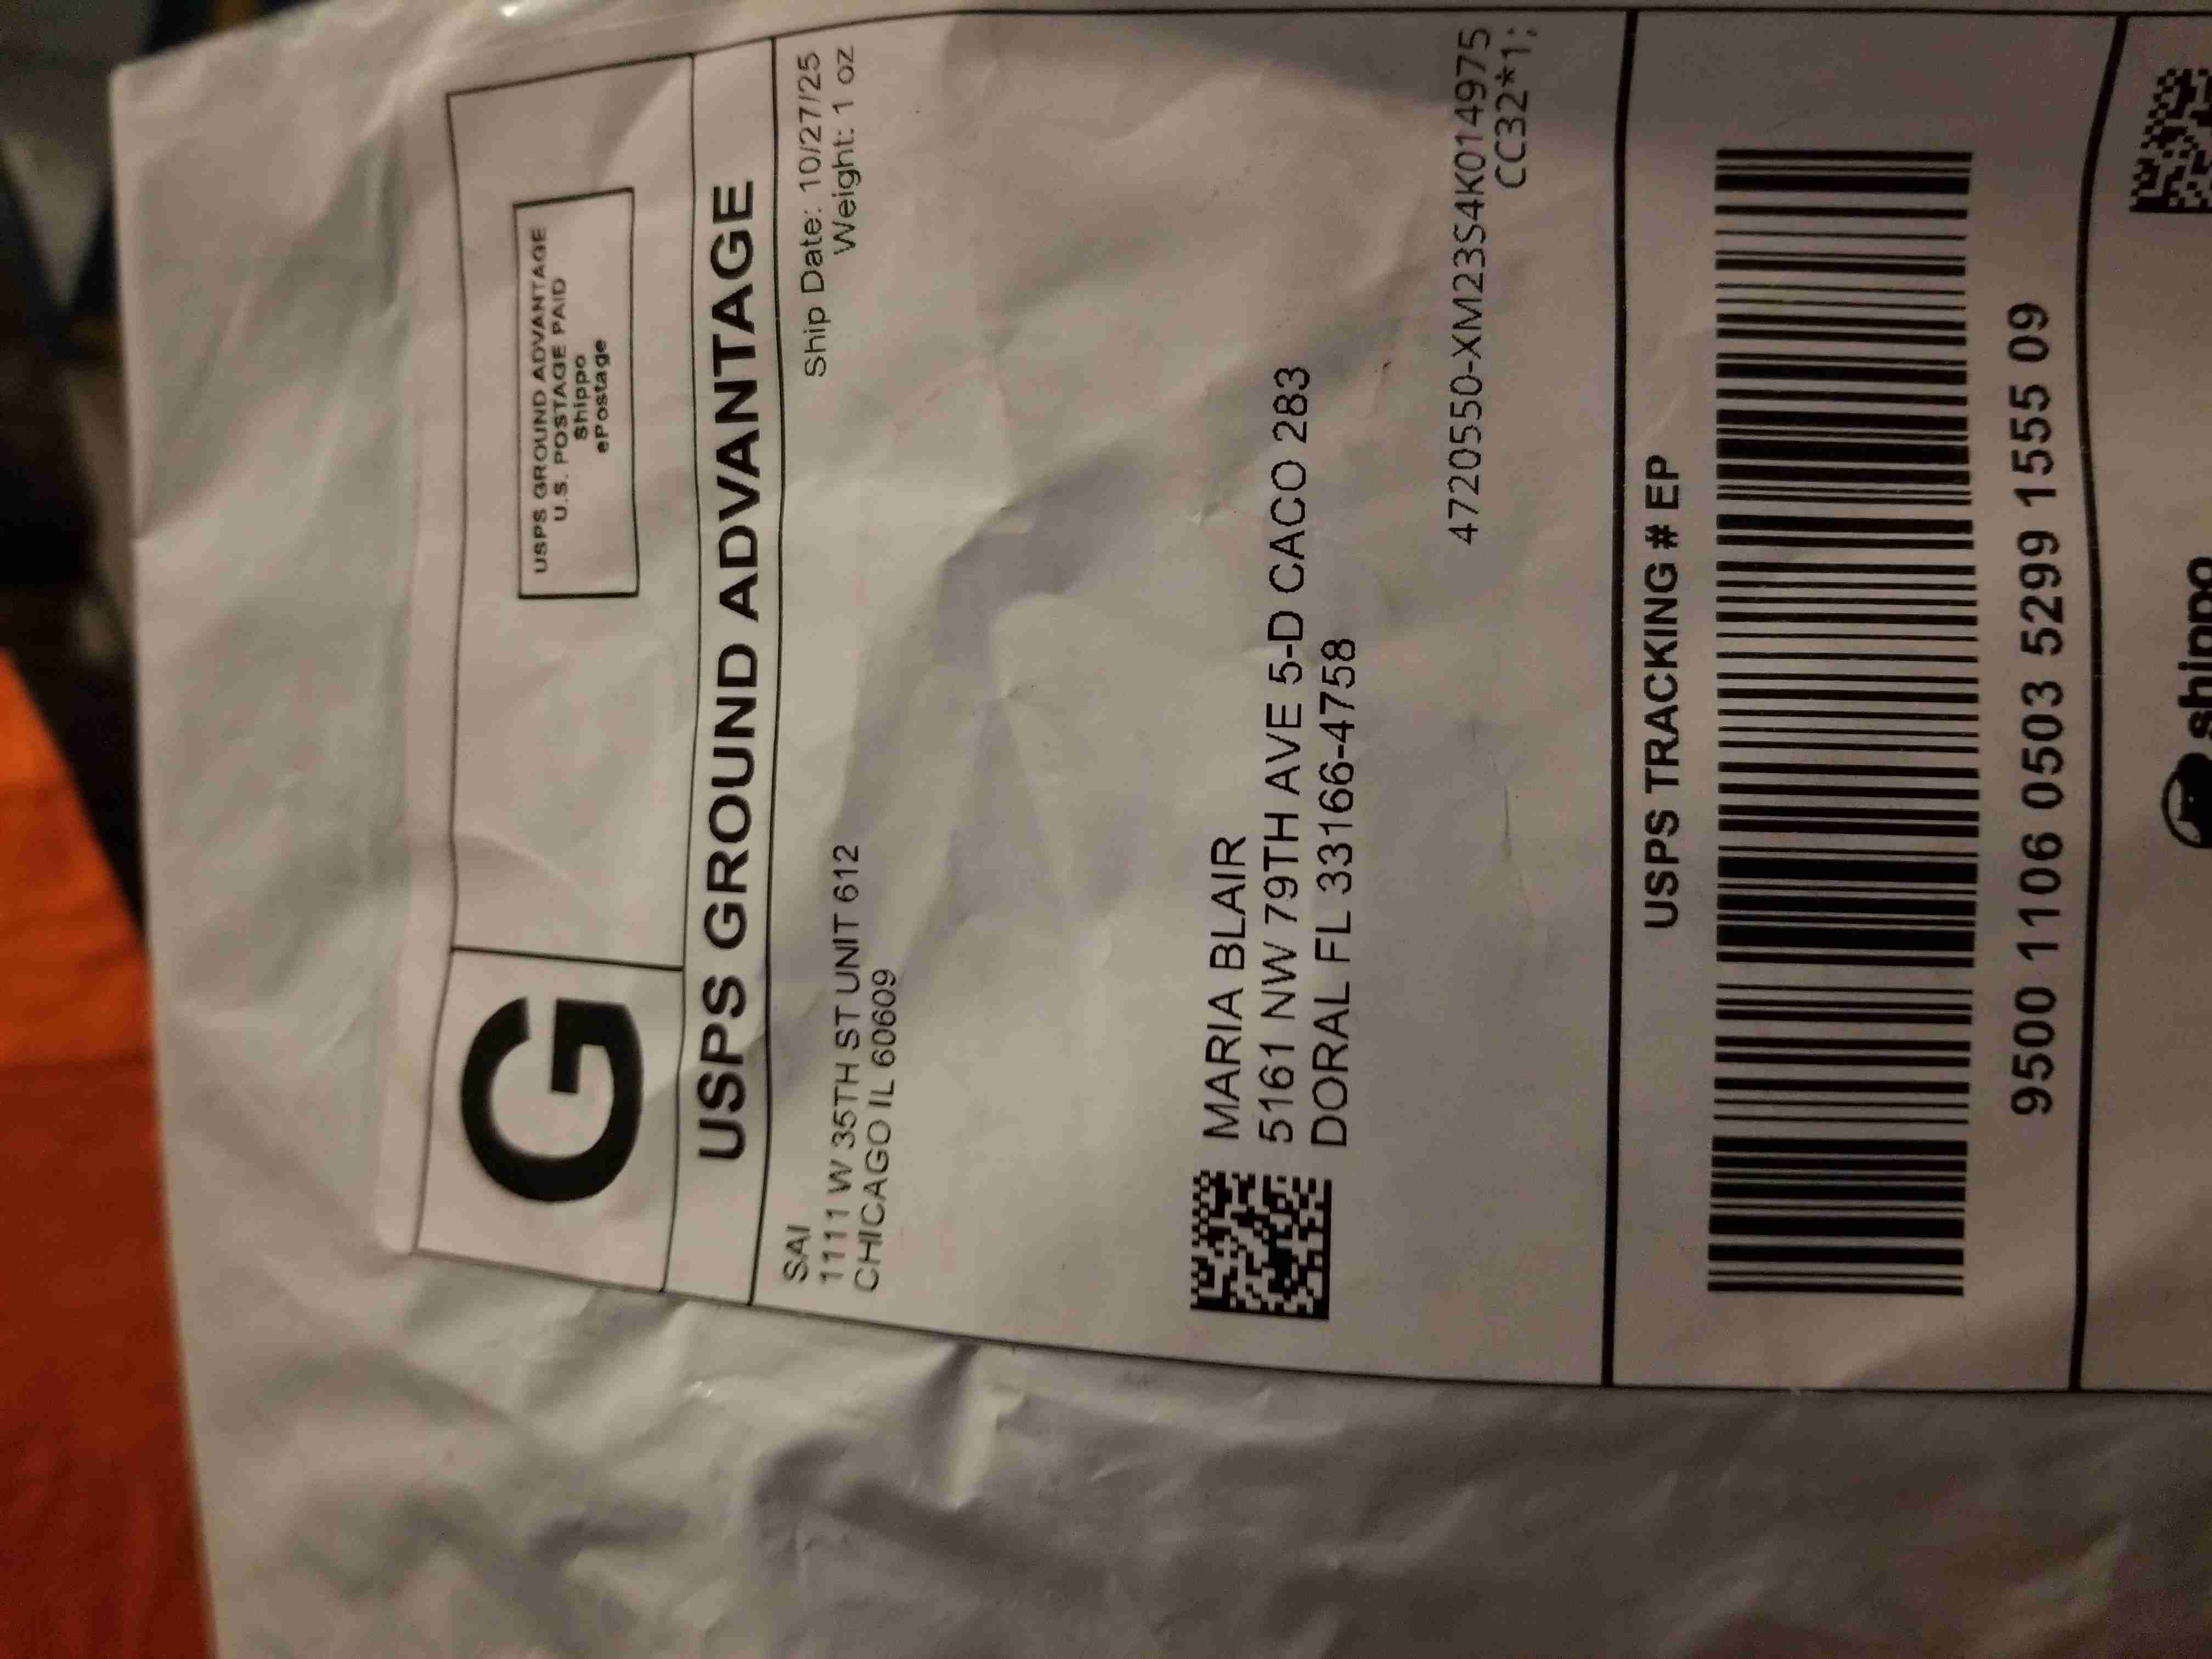 G
USPS GROUND ADVANTAGE
U.S. POSTAGE PAID
Shippo
ePostage
USPS GROUND ADVANTAGE
SAI
1111 W 35TH ST UNIT 612
CHICAGO IL 60609
Ship Date: 10/27/25
Weight: 1 oz
MARIA BLAIR
5161 NW 79TH AVE 5-D CACO 283
DORAL FL 33166-4758
4720550-XM23S4K014975
CC32*1;
USPS TRACKING # EP
9500 1106 0503 5299 1555 09
shippo